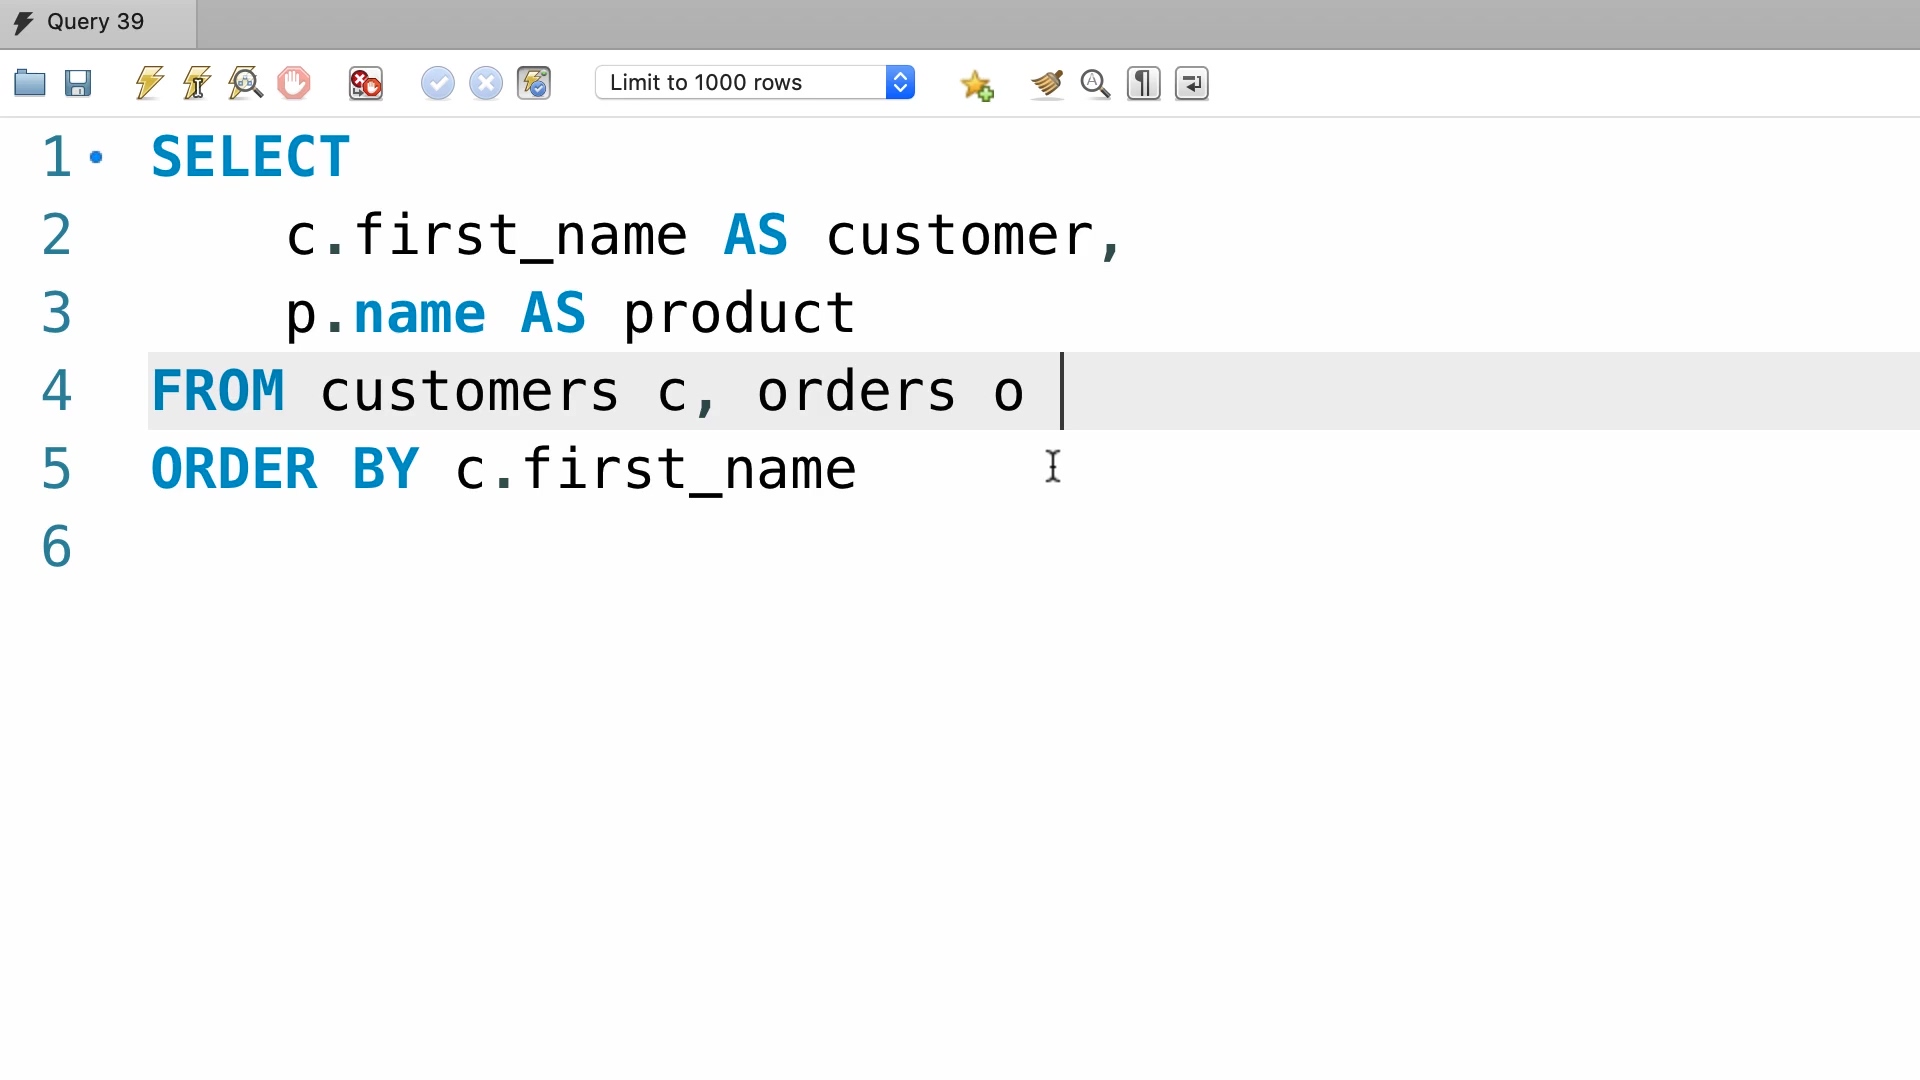 Query 39
Limit to 1000 rows
1 SELECT
2 c.first_name AS customer,
3 p.name AS product
4 FROM customers c, orders o
5 ORDER BY c.first_name
6